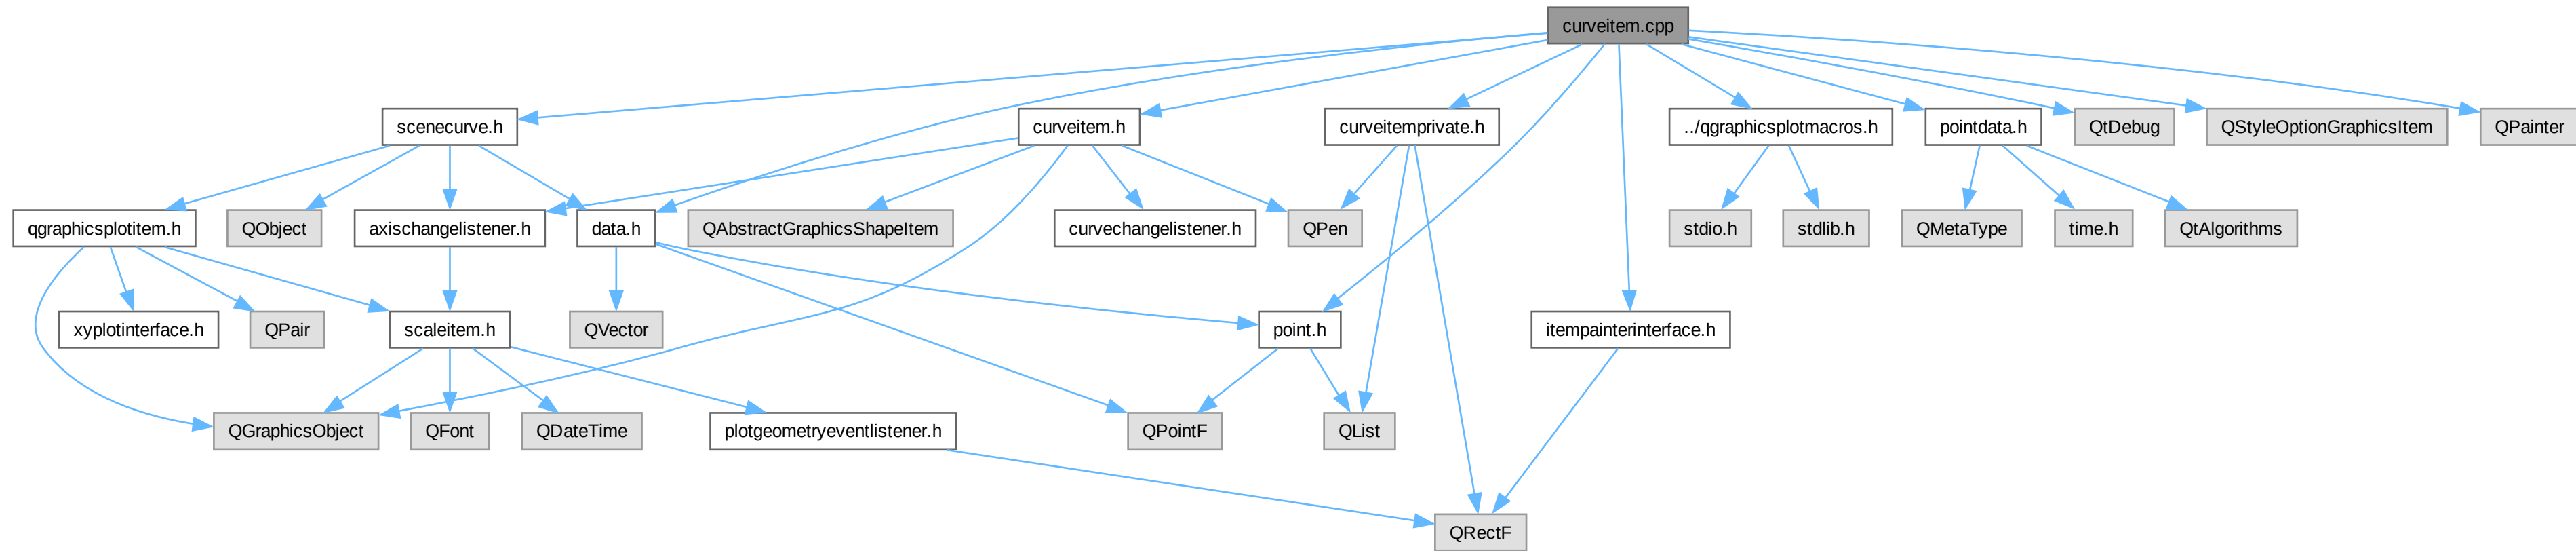 curveitem.cpp
scenecurve.h
curveitem.h
curveitemprivate.h
../qgraphicsplotmacros.h
pointdata.h
QtDebug
QStyleOptionGraphicsItem
QPainter
qgraphicsplotitem.h
QObject
axischangelistener.h
data.h
QAbstractGraphicsShapeItem
curvechangelistener.h
QPen
stdio.h
stdlib.h
QMetaType
time.h
QtAlgorithms
xyplotinterface.h
QPair
scaleitem.h
QVector
point.h
itempainterinterface.h
QGraphicsObject
QFont
QDateTime
plotgeometryeventlistener.h
QPointF
QList
QRectF